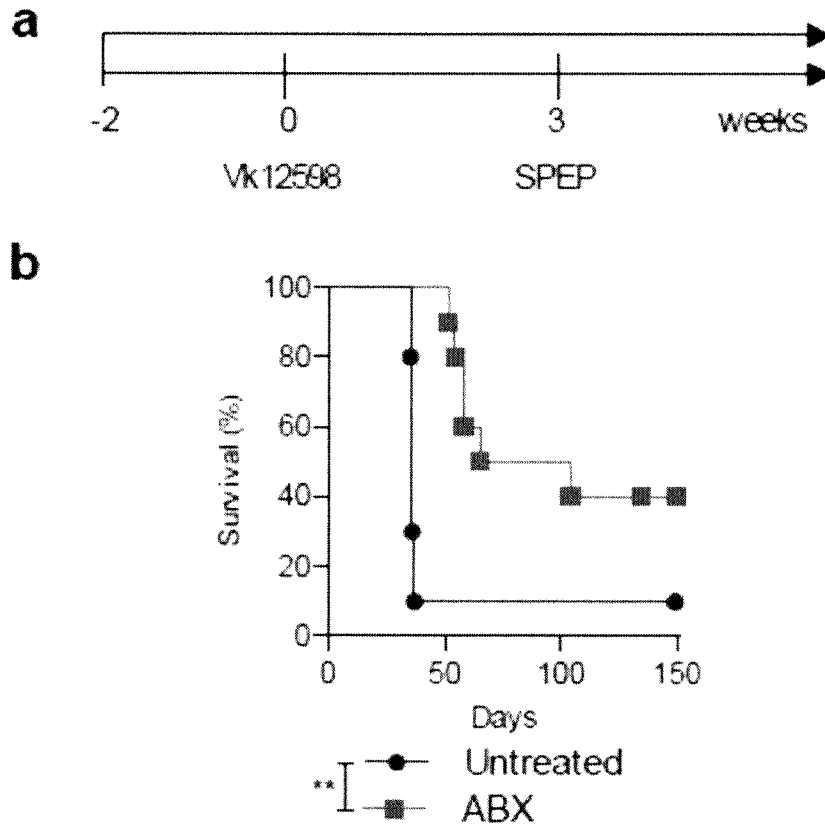 a
-2 0 3 weeks
Vk12598 SPEP
b
100
80
60
40
20
0
Survival (%)
0 50 100 150
Days
** Untreated
ABX